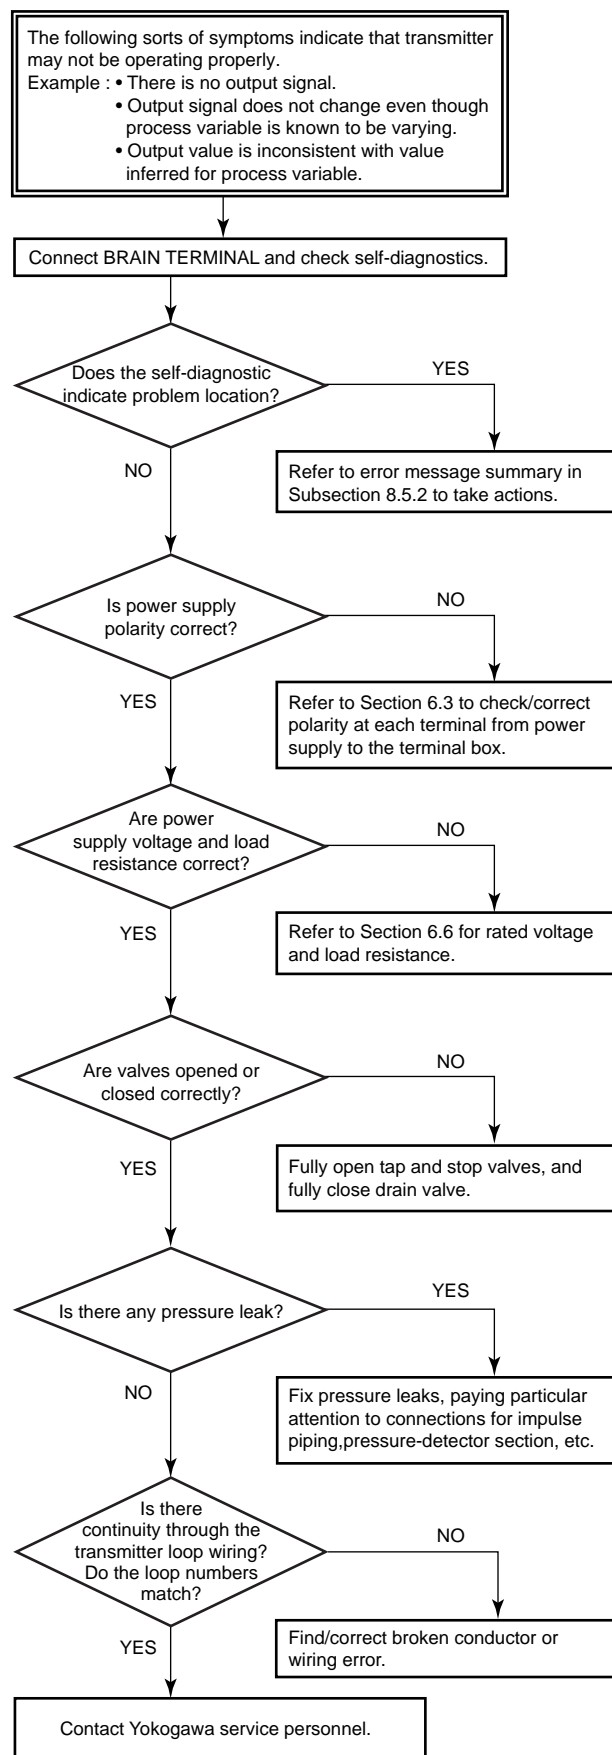 The following sorts of symptoms indicate that transmitter
may not be operating properly.
Example : • There is no output signal.
• Output signal does not change even though
process variable is known to be varying.
• Output value is inconsistent with value
inferred for process variable.
Connect BRAIN TERMINAL and check self-diagnostics.
Does the self-diagnostic
indicate problem location?
YES
NO
Refer to error message summary in
Subsection 8.5.2 to take actions.
Is power supply
polarity correct?
NO
YES
Refer to Section 6.3 to check/correct
polarity at each terminal from power
supply to the terminal box.
Are power
supply voltage and load
resistance correct?
NO
YES
Refer to Section 6.6 for rated voltage
and load resistance.
Are valves opened or
closed correctly?
NO
YES
Fully open tap and stop valves, and
fully close drain valve.
Is there any pressure leak?
YES
NO
Fix pressure leaks, paying particular
attention to connections for impulse
piping,pressure-detector section, etc.
Is there
continuity through the
transmitter loop wiring?
Do the loop numbers
match?
NO
YES
Find/correct broken conductor or
wiring error.
Contact Yokogawa service personnel.